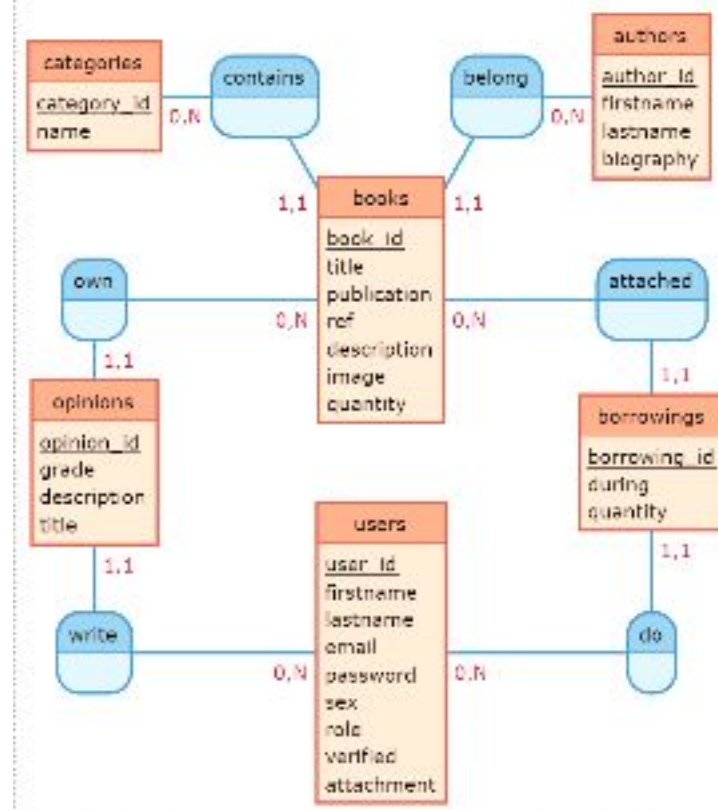 categories
category_id
name
contains
0,N
belong
0,N
authors
author_id
firstname
lastname
biography
1,1
1,1
books
book_id
title
publication
ref
description
image
quantity
own
0,N
1,1
attached
0,N
1,1
opinions
opinion_id
grade
description
title
borrowings
borrowing_id
during
quantity
1,1
1,1
users
user_id
firstname
lastname
email
password
sex
role
verified
attachment
write
0,N
0,N
do